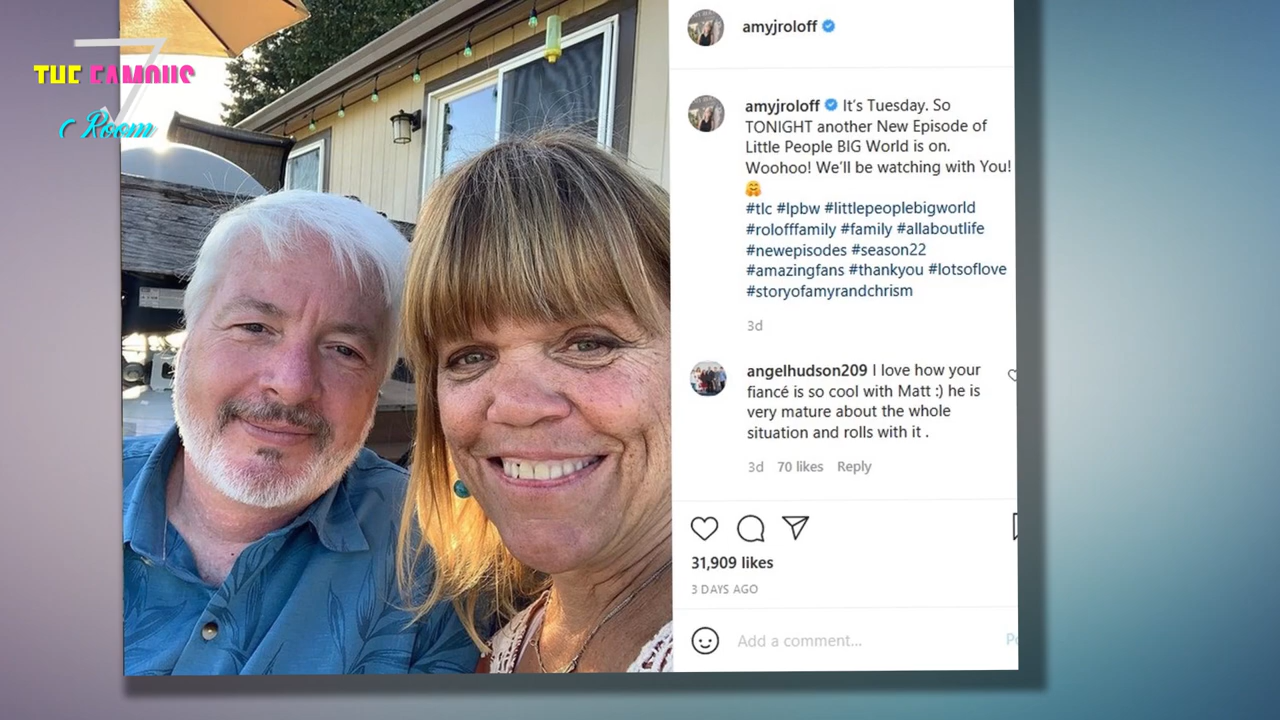 THE FAMOUS
7
Room
amyjroloff
amyjroloff It's Tuesday. So
TONIGHT another New Episode of
Little People BIG World is on.
Woohoo! We'll be watching with You!
🤗
#tlc #lpbw #littlepeoplebigworld
#rolofffamily #family #allaboutlife
#newepisodes #season22
#amazingfans #thankyou #lotsoflove
#storyofamyrandchrism
3d
angelhudson209 I love how your
fiancé is so cool with Matt :) he is
very mature about the whole
situation and rolls with it .
3d 70 likes Reply
31,909 likes
3 DAYS AGO
Add a comment...